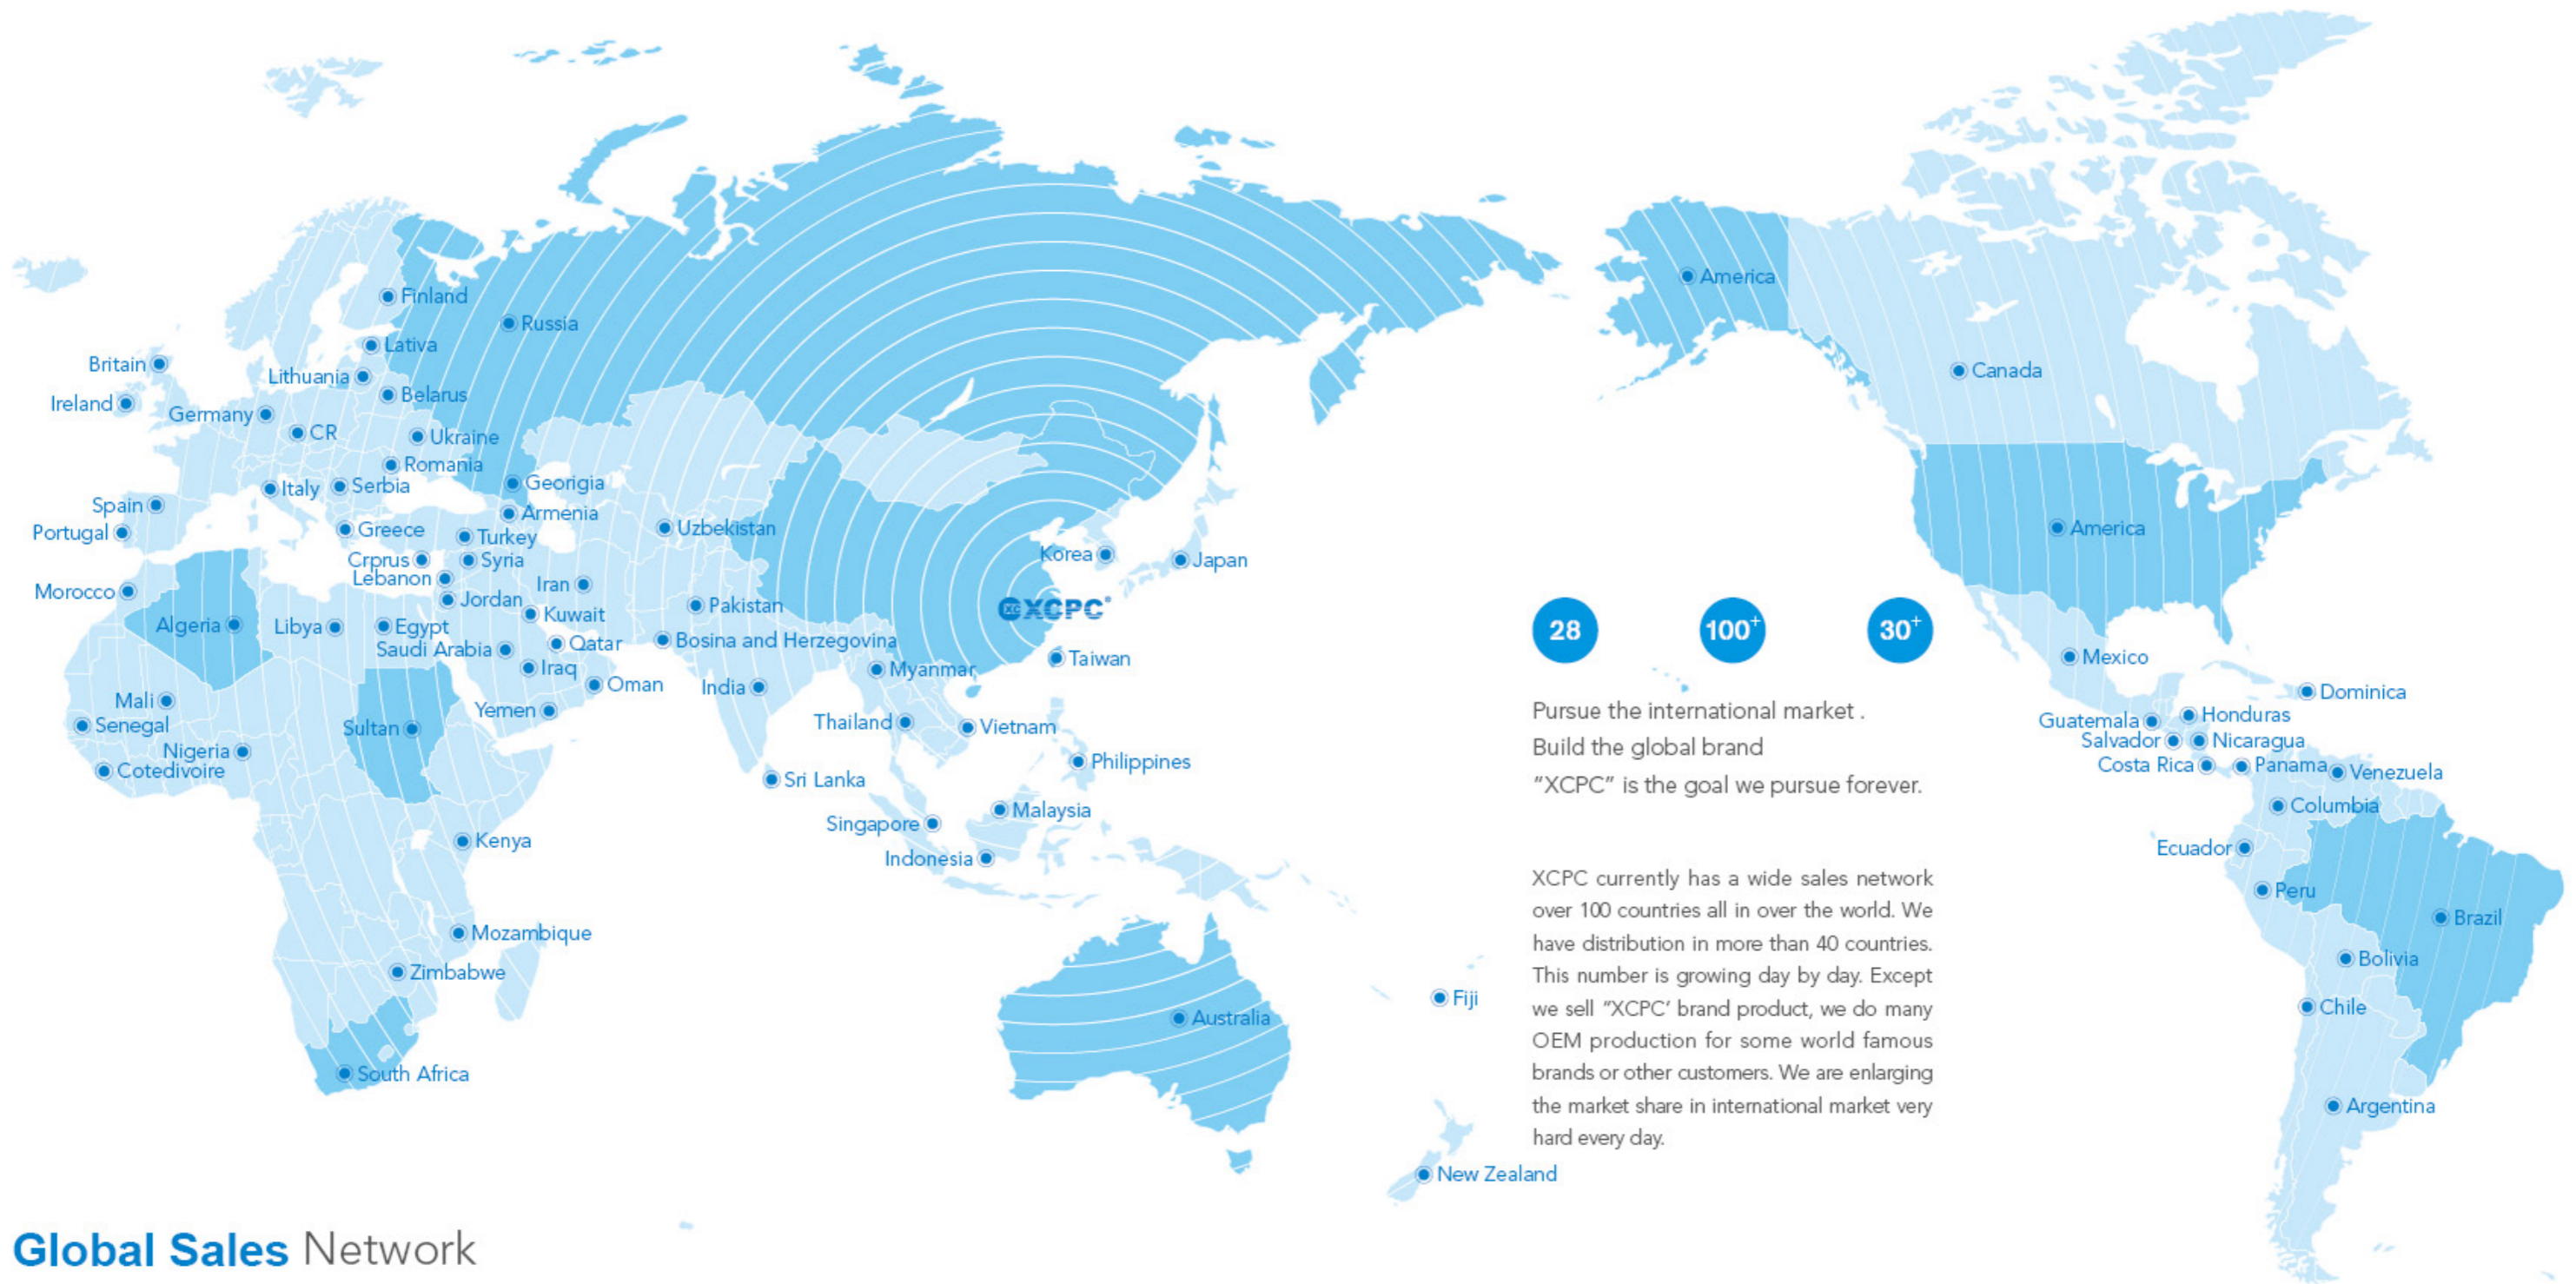 Finland
Russia
America
Lativa
Britain
Lithuania
Canada
Belarus
Ireland
Germany
CR
Ukraine
Romania
Georigia
Italy
Serbia
Spain
Armenia
Uzbekistan
America
Portugal
Greece
Turkey
Korea
Japan
Crprus
Syria
Lebanon
Iran
Morocco
Jordan
Pakistan
XC XCPC®
Kuwait
Algeria
Libya
Egypt
28
100+
30+
Qatar
Bosina and Herzegovina
Saudi Arabia
Taiwan
Mexico
Iraq
Myanmar
Oman
India
Dominica
Mali
Yemen
Pursue the international market .
Build the global brand
“XCPC” is the goal we pursue forever.
Senegal
Sultan
Thailand
Vietnam
Guatemala
Honduras
Salvador
Nicaragua
Nigeria
Cotedivoire
Philippines
Costa Rica
Panama
Venezuela
Sri Lanka
Columbia
Malaysia
Singapore
Kenya
Ecuador
Indonesia
Peru
XCPC currently has a wide sales network
over 100 countries all in over the world. We
have distribution in more than 40 countries.
This number is growing day by day. Except
we sell “XCPC‘ brand product, we do many
OEM production for some world famous
brands or other customers. We are enlarging
the market share in international market very
hard every day.
Brazil
Mozambique
Bolivia
Zimbabwe
Fiji
Chile
Australia
South Africa
Argentina
New Zealand
Global Sales Network